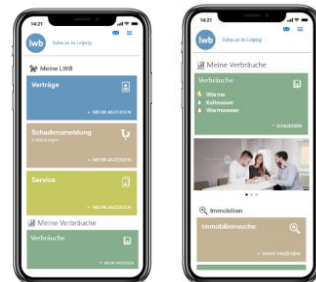 14:21
lwb
Zuhause in Leipzig
Meine LWB
Verträge
MEHR ANZEIGEN
Schadensmeldung
MEHR ANZEIGEN
Service
MEHR ANZEIGEN
Meine Verbräuche
Verbräuche
MEHR ANZEIGEN
14:21
lwb
Zuhause in Leipzig
Meine Verbräuche
Verbräuche
Wärme
Kaltwasser
Warmwasser
SCHLIESSEN
Immobilien
Immobiliensuche
MEHR ANZEIGEN